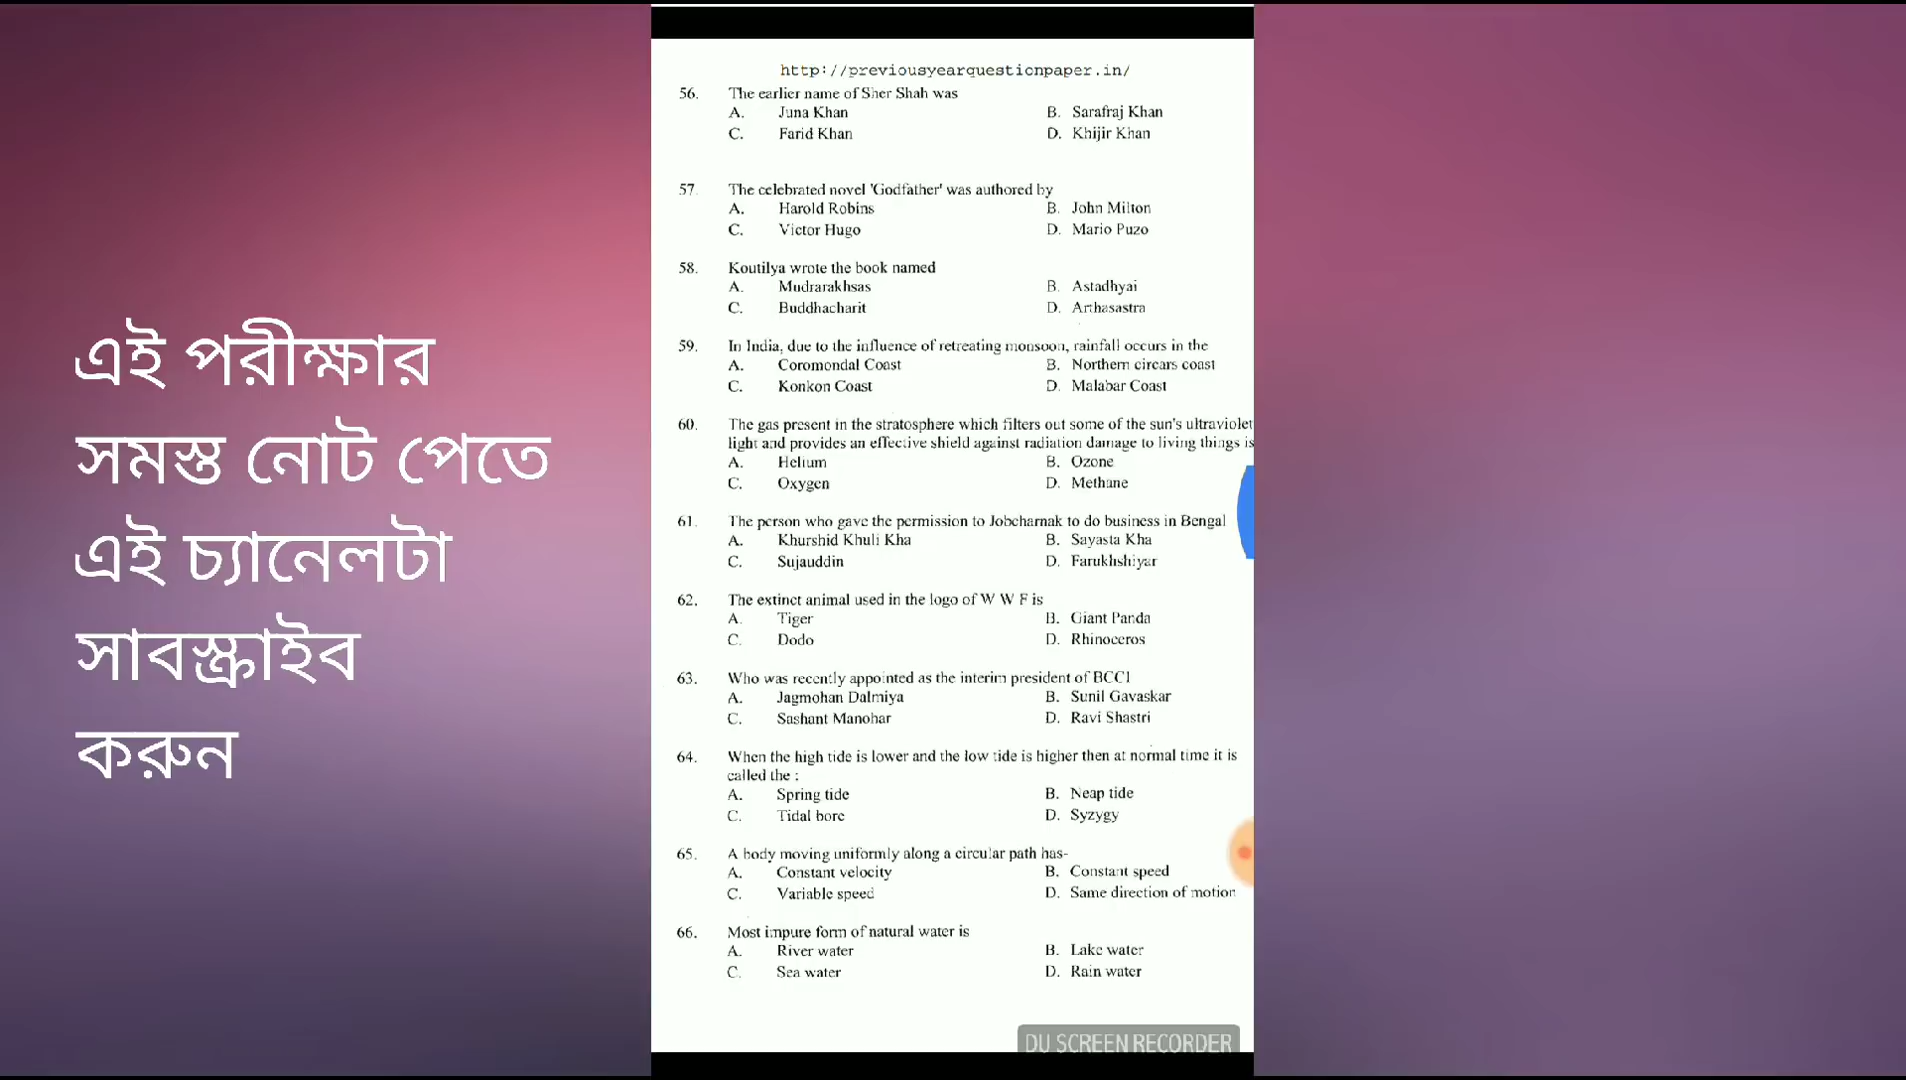 এই পরীক্ষার
সমস্ত নোট পেতে
এই চ্যানেলটা
সাবস্ক্রাইব
করুন
http://previousyearquestionpaper.in/
56. The earlier name of Sher Shah was
A. Juna Khan B. Sarafraj Khan
C. Farid Khan D. Khijir Khan
57. The celebrated novel 'Godfather' was authored by
A. Harold Robins B. John Milton
C. Victor Hugo D. Mario Puzo
58. Koutilya wrote the book named
A. Mudrarakhsas B. Astadhyai
C. Buddhacharit D. Arthasastra
59. In India, due to the influence of retreating monsoon, rainfall occurs in the
A. Coromondal Coast B. Northern circars coast
C. Konkon Coast D. Malabar Coast
60. The gas present in the stratosphere which filters out some of the sun's ultraviolet
light and provides an effective shield against radiation damage to living things is
A. Helium B. Ozone
C. Oxygen D. Methane
61. The person who gave the permission to Jobcharnak to do business in Bengal
A. Khurshid Khuli Kha B. Sayasta Kha
C. Sujauddin D. Farukhshiyar
62. The extinct animal used in the logo of W W F is
A. Tiger B. Giant Panda
C. Dodo D. Rhinoceros
63. Who was recently appointed as the interim president of BCCI
A. Jagmohan Dalmiya B. Sunil Gavaskar
C. Sashant Manohar D. Ravi Shastri
64. When the high tide is lower and the low tide is higher then at normal time it is
called the :
A. Spring tide B. Neap tide
C. Tidal bore D. Syzygy
65. A body moving uniformly along a circular path has-
A. Constant velocity B. Constant speed
C. Variable speed D. Same direction of motion
66. Most impure form of natural water is
A. River water B. Lake water
C. Sea water D. Rain water
DU SCREEN RECORDER